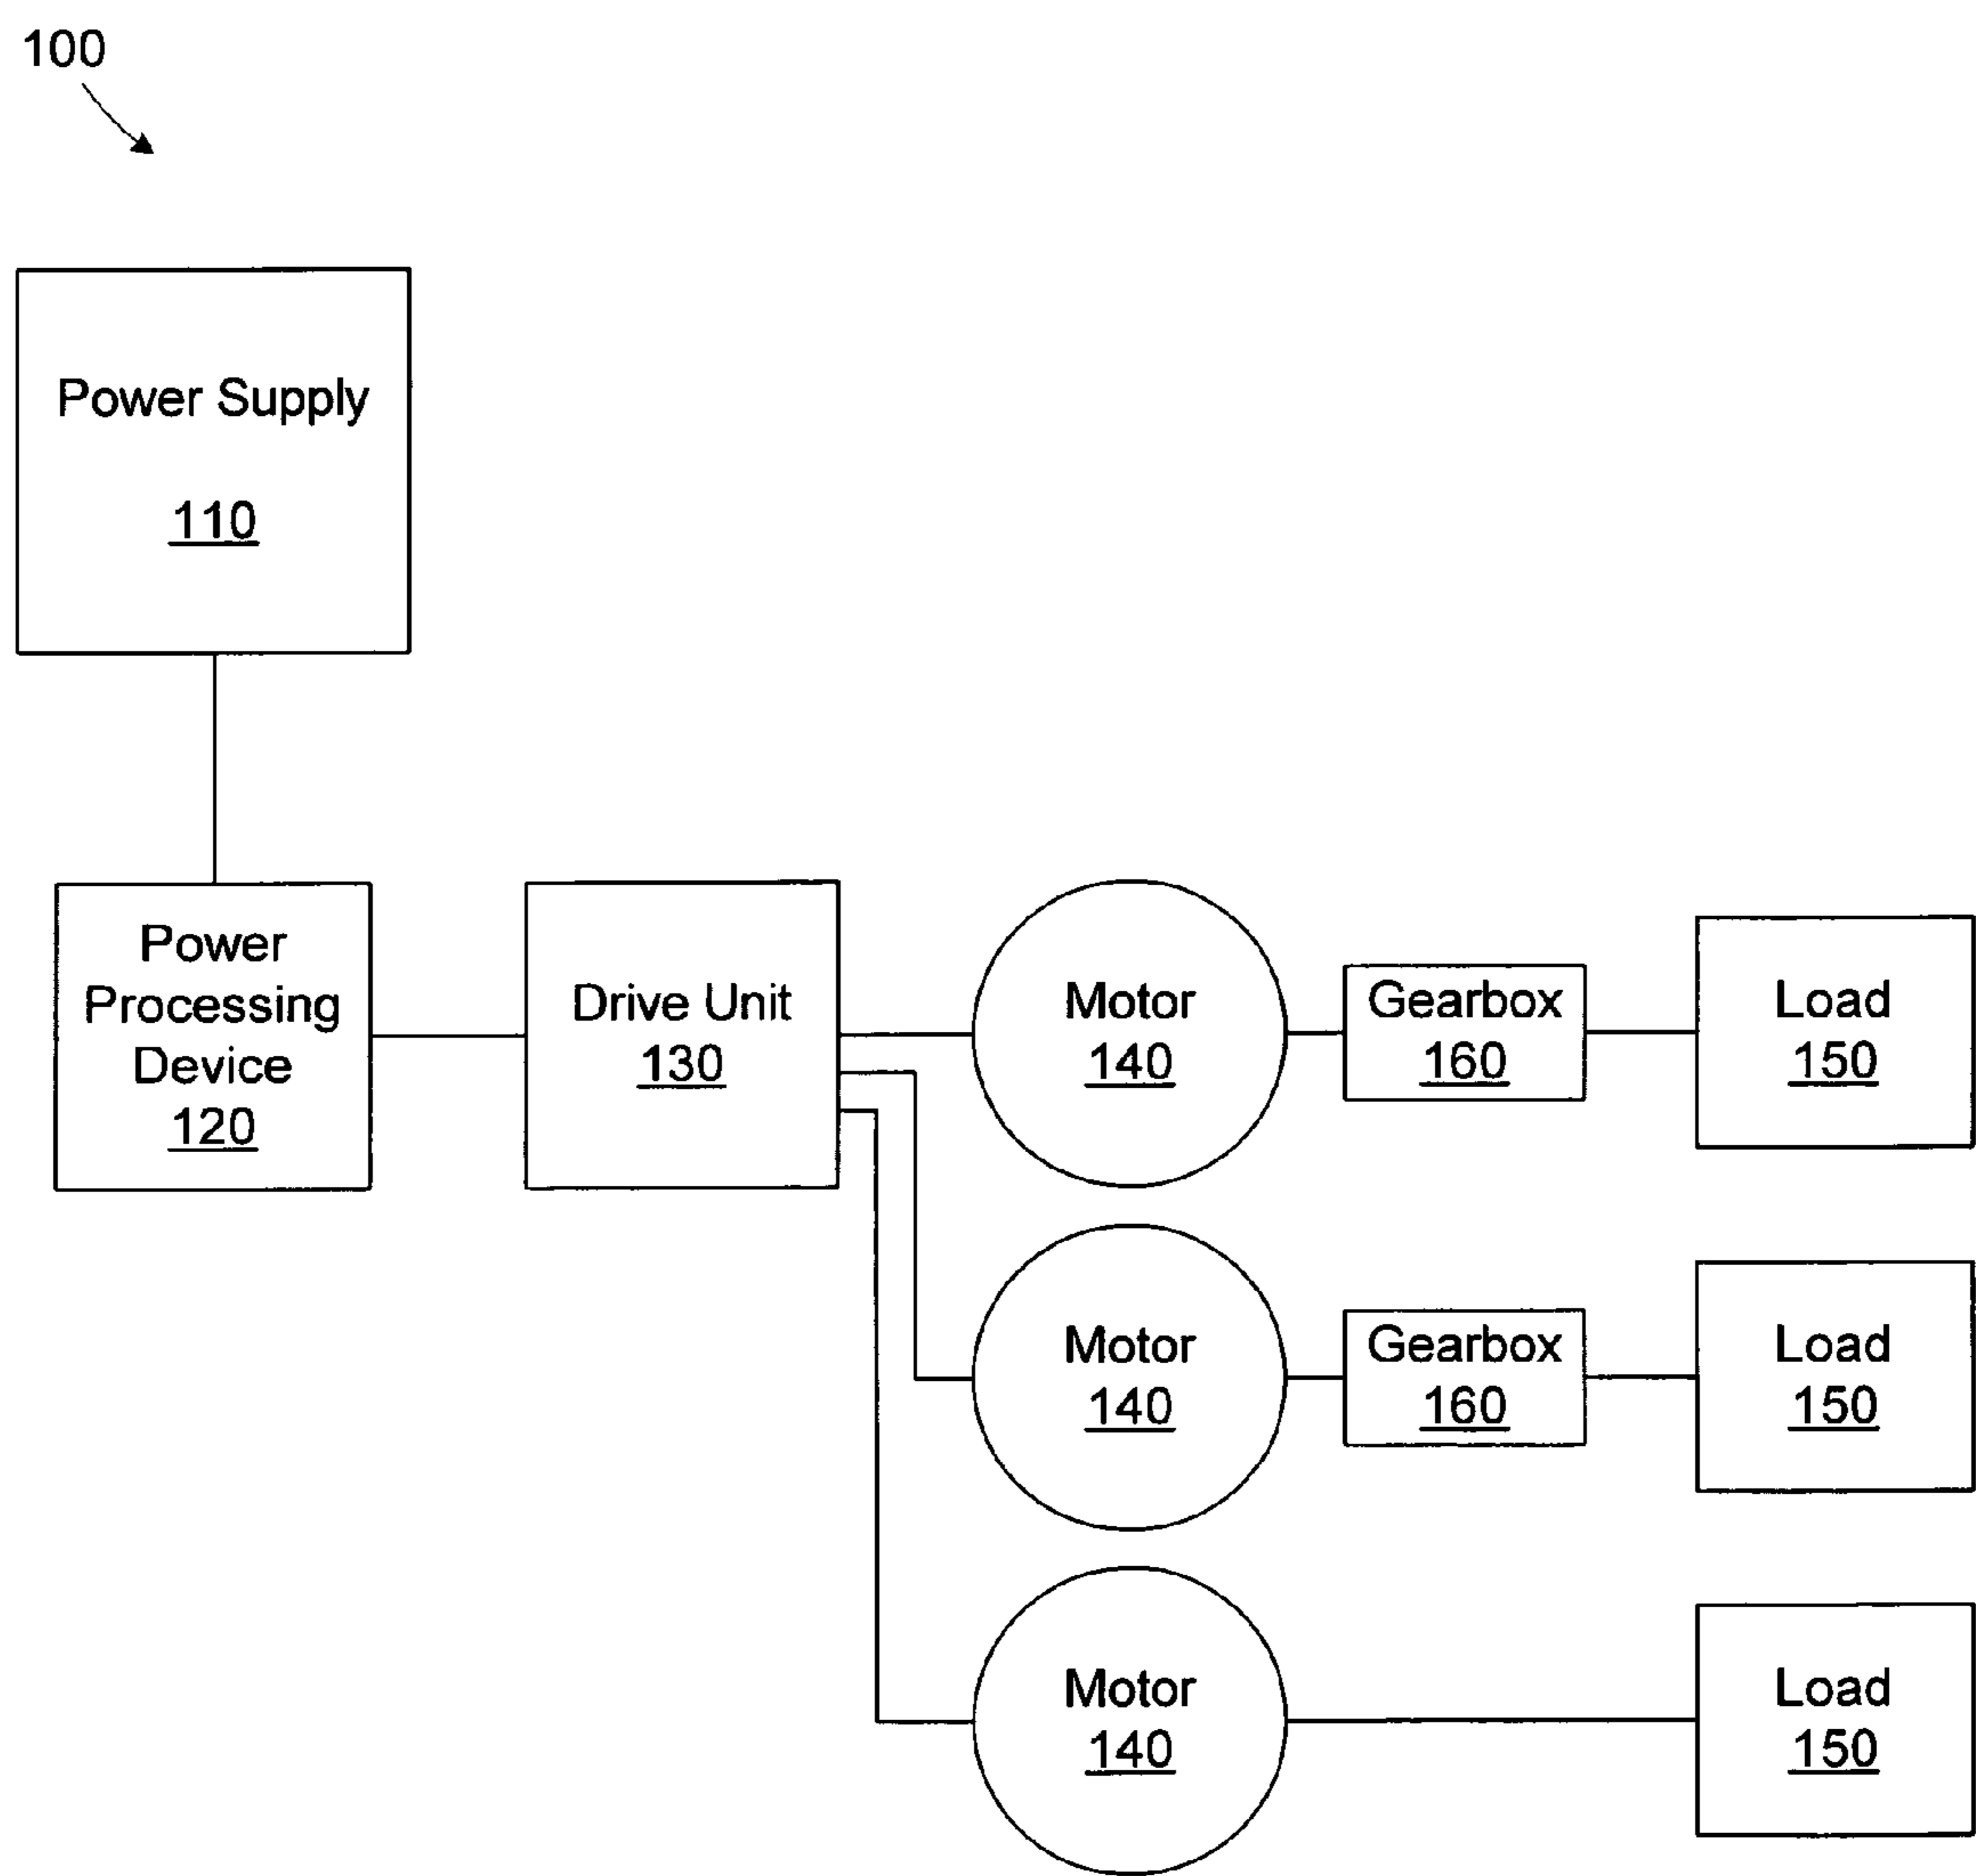 100
Power Supply
110
Power
Processing
Device
120
Drive Unit
130
Motor
140
Gearbox
160
Load
150
Motor
140
Gearbox
160
Load
150
Motor
140
Load
150